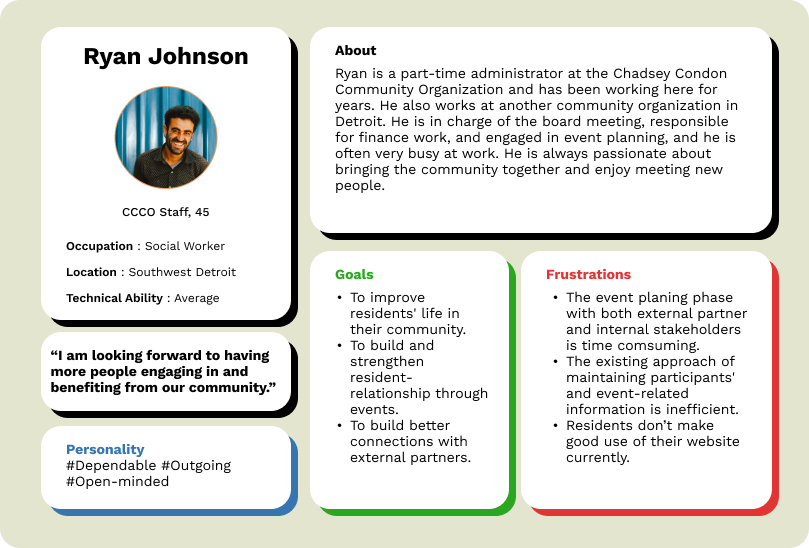 Ryan Johnson
CCCO Staff, 45
Occupation : Social Worker
Location : Southwest Detroit
Technical Ability : Average
“I am looking forward to having
more people engaging in and
benefiting from our community.”
Personality
#Dependable #Outgoing
#Open-minded
About
Ryan is a part-time administrator at the Chadsey Condon
Community Organization and has been working here for
years. He also works at another community organization in
Detroit. He is in charge of the board meeting, responsible
for finance work, and engaged in event planning, and he is
often very busy at work. He is always passionate about
bringing the community together and enjoy meeting new
people.
Goals
• To improve
residents' life in
their community.
• To build and
strengthen
resident-
relationship through
events.
• To build better
connections with
external partners.
Frustrations
• The event planing phase
with both external partner
and internal stakeholders
is time comsuming.
• The existing approach of
maintaining participants'
and event-related
information is inefficient.
• Residents don’t make
good use of their website
currently.